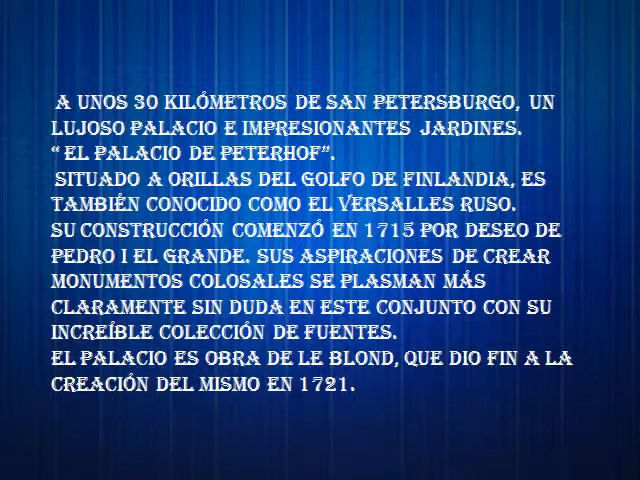 A UNOS 30 KILÓMETROS DE SAN PETERSBURGO, UN
LUJOSO PALACIO E IMPRESIONANTES JARDINES.
“ EL PALACIO DE PETERHOF”.
SITUADO A ORILLAS DEL GOLFO DE FINLANDIA, ES
TAMBIÉN CONOCIDO COMO EL VERSALLES RUSO.
SU CONSTRUCCIÓN COMENZÓ EN 1715 POR DESEO DE
PEDRO I EL GRANDE. SUS ASPIRACIONES DE CREAR
MONUMENTOS COLOSALES SE PLASMAN MÁS
CLARAMENTE SIN DUDA EN ESTE CONJUNTO CON SU
INCREÍBLE COLECCIÓN DE FUENTES.
EL PALACIO ES OBRA DE LE BLOND, QUE DIO FIN A LA
CREACIÓN DEL MISMO EN 1721.